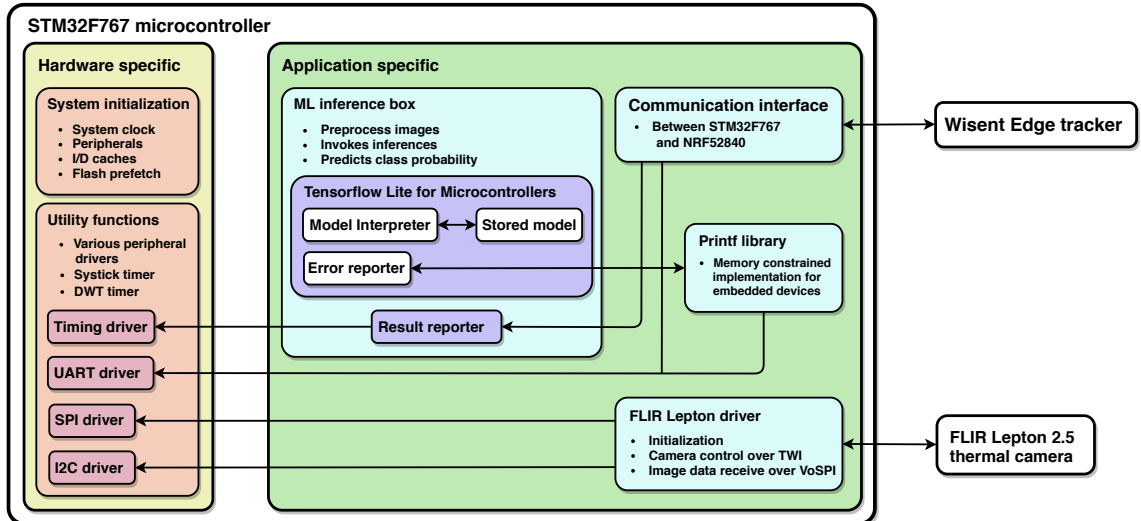 STM32F767 microcontroller
Hardware specific
System initialization
• System clock
• Peripherals
• I/D caches
• Flash prefetch
Utility functions
• Various peripheral
drivers
• Systick timer
• DWT timer
Timing driver
UART driver
SPI driver
I2C driver
Application specific
ML inference box
• Preprocess images
• Invokes inferences
• Predicts class probability
Tensorflow Lite for Microcontrollers
Model Interpreter
Stored model
Error reporter
Result reporter
Communication interface
• Between STM32F767
and NRF52840
Printf library
• Memory constrained
implementation for
embedded devices
FLIR Lepton driver
• Initialization
• Camera control over TWI
• Image data receive over VoSPI
Wisent Edge tracker
FLIR Lepton 2.5
thermal camera